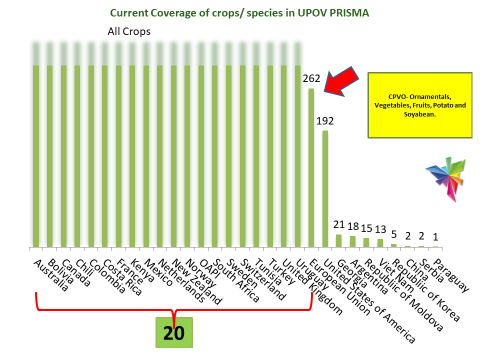 Current Coverage of crops/ species in UPOV PRISMA
All Crops
262
192
21
18
15
13
5
2
2
1
CPVO- Ornamentals,
Vegetables, Fruits, Potato and
Soyabean.
Australia
Bolivia
Canada
Chile
Colombia
Costa Rica
France
Kenya
Mexico
Netherlands
New Zealand
Norway
OAPI
South Africa
Sweden
Switzerland
Tunisia
Turkey
United Kingdom
Uruguay
European Union
United States of America
Georgia
Argentina
Republic of Moldova
Viet Nam
Republic of Korea
China
Serbia
Paraguay
20